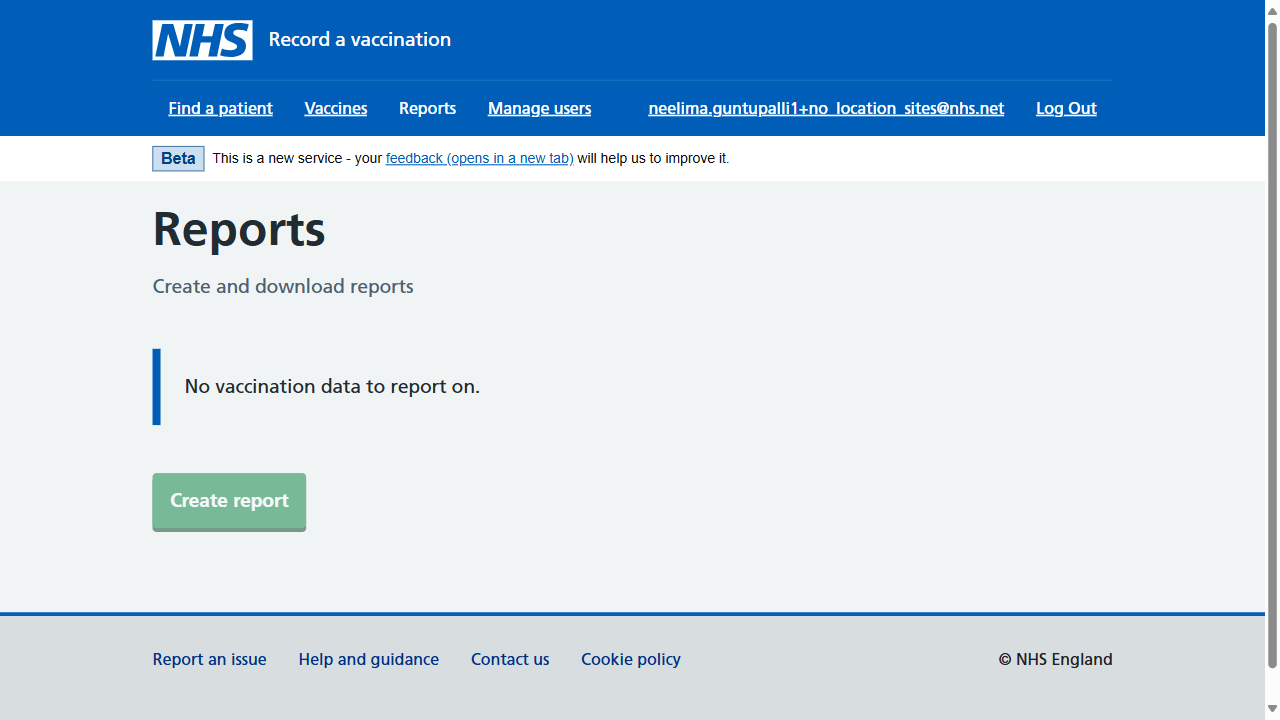 NHS Record a vaccination
Find a patient Vaccines Reports Manage users neelima.guntupalli1+no_location_sites@nhs.net Log Out
Beta This is a new service - your feedback (opens in a new tab) will help us to improve it.
Reports
Create and download reports
No vaccination data to report on.
Create report
Report an issue Help and guidance Contact us Cookie policy © NHS England